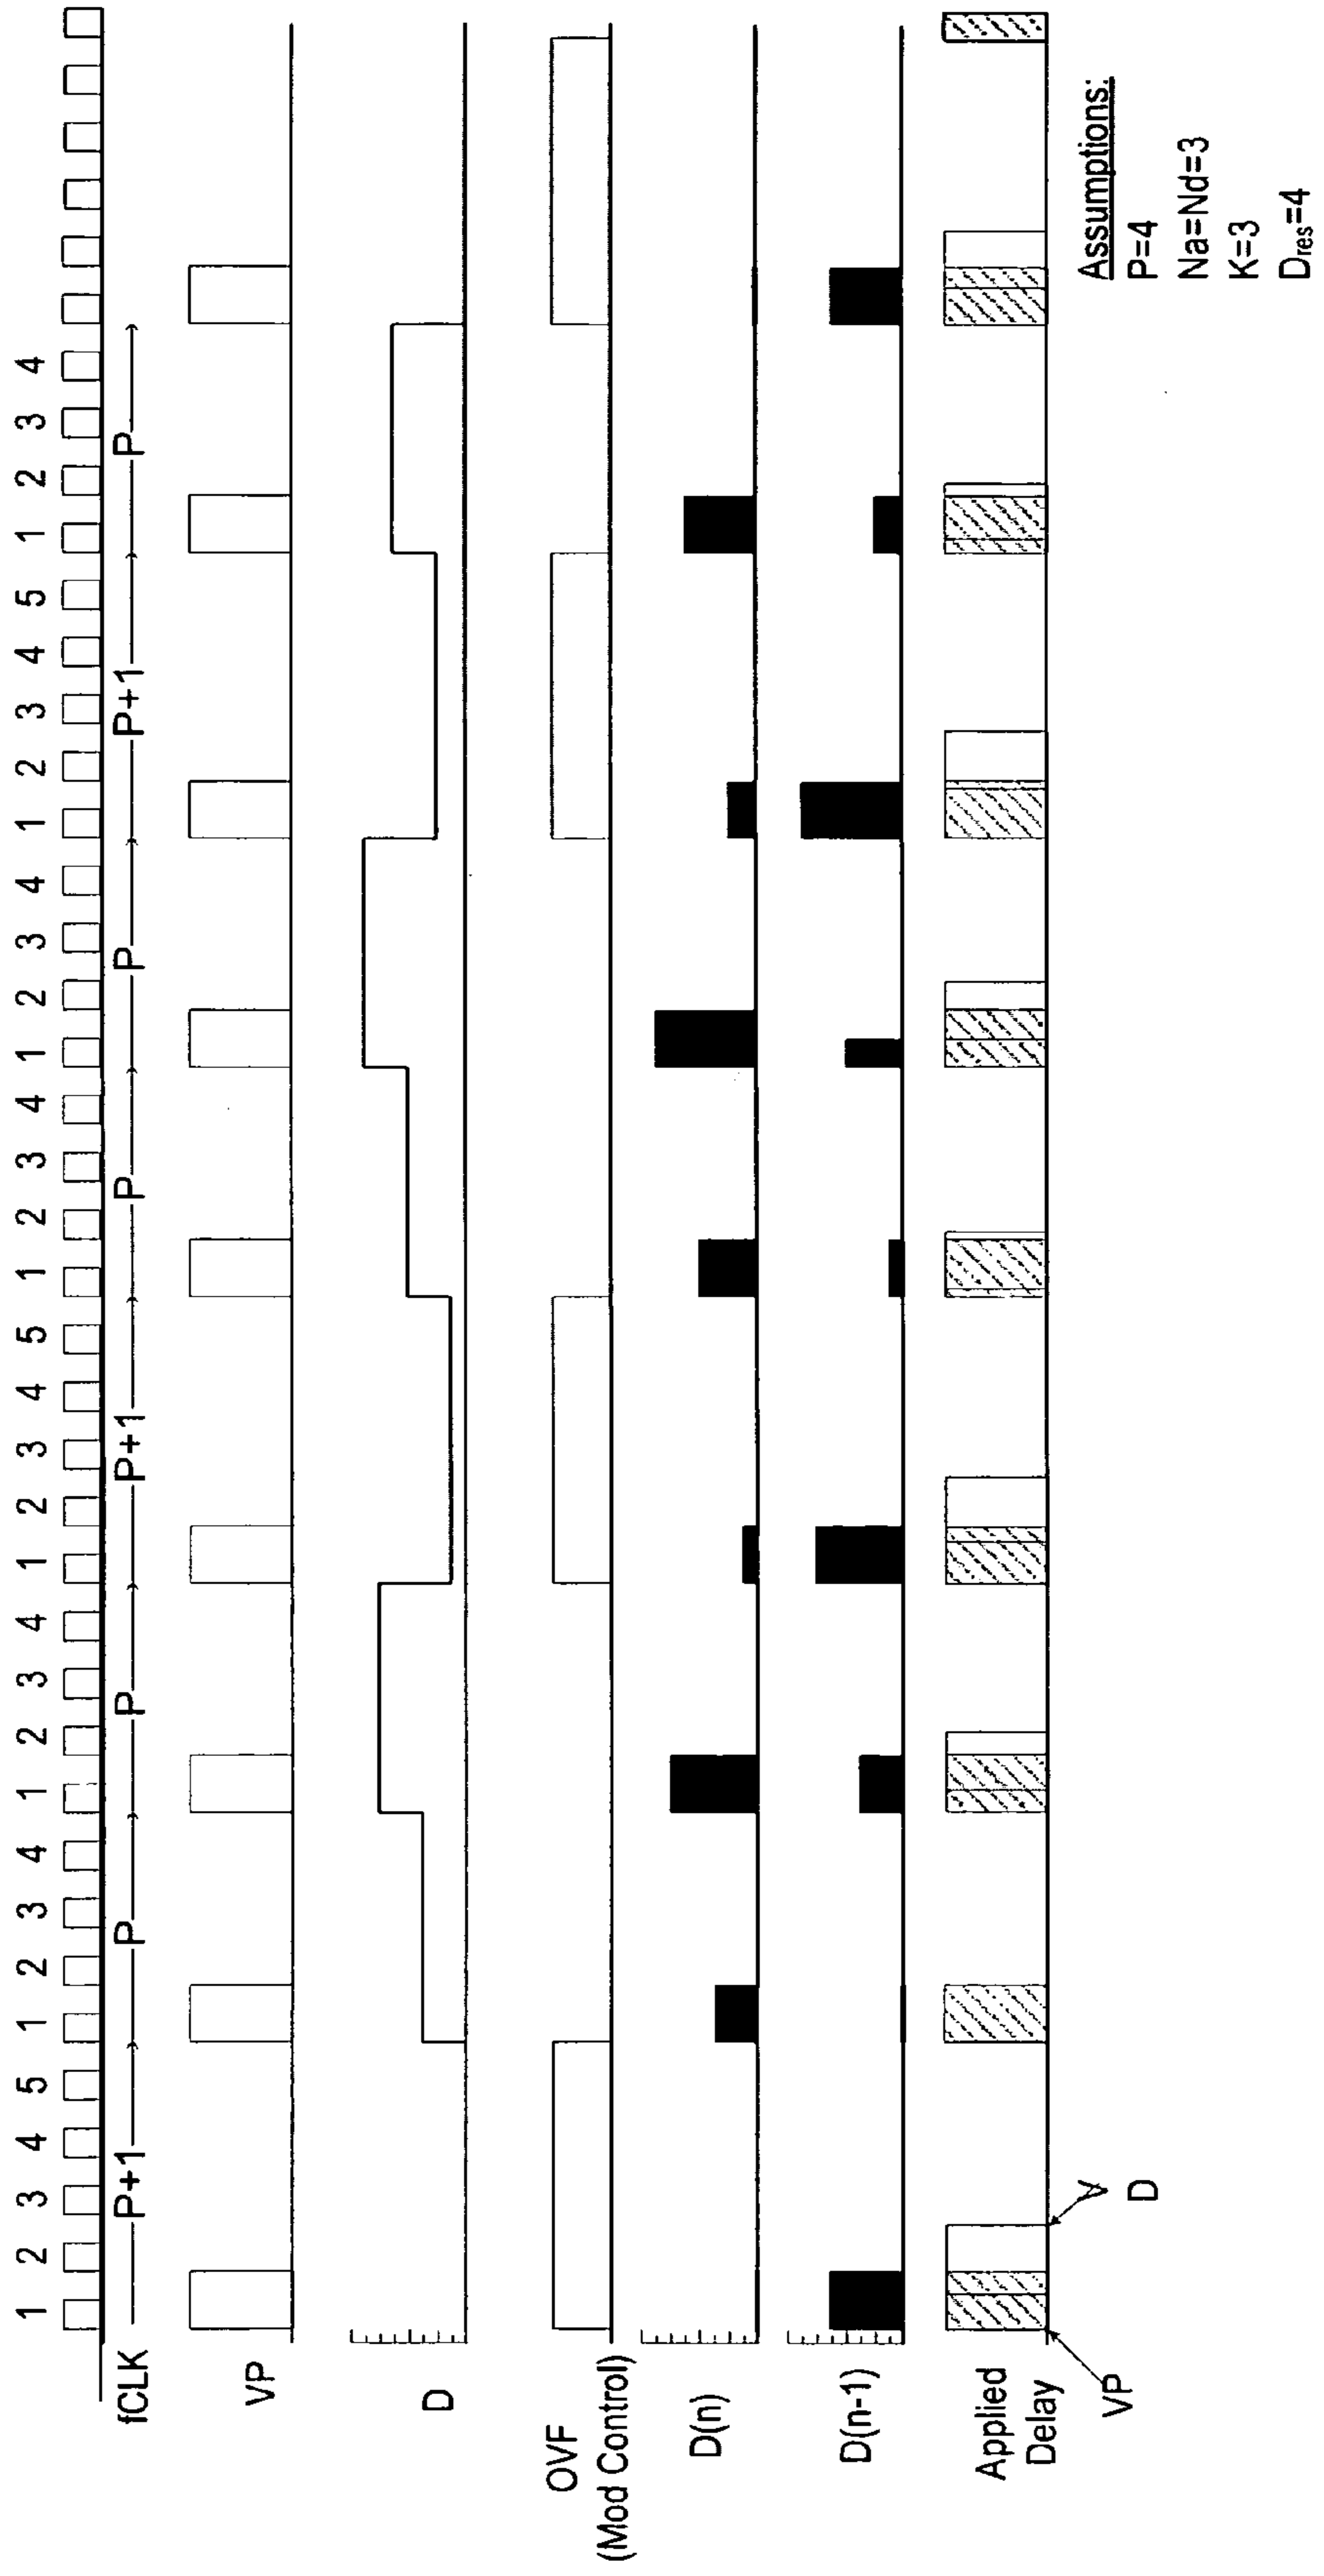 1 2 3 4 5 1 2 3 4 1 2 3 4 1 2 3 4 5 1 2 3 4 1 2 3 4 1 2 3 4 5 1 2 3 4
fCLK P+1 P P P+1 P P P+1 P
VP
D
OVF
(Mod Control)
D(n)
D(n-1)
Applied
Delay
VP
D
Assumptions:
P=4
Na=Nd=3
K=3
Dres=4